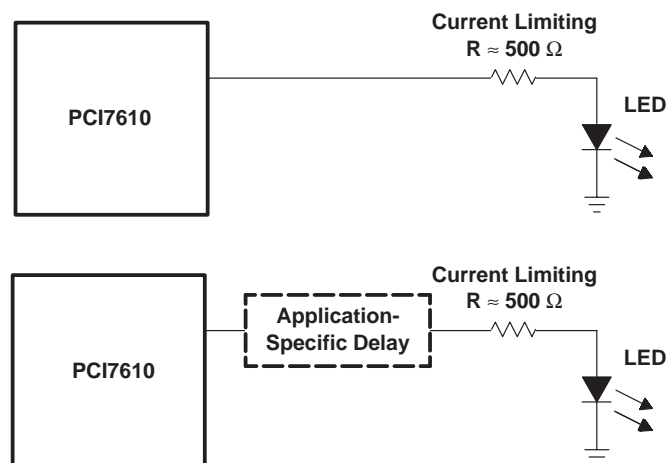 Current Limiting
R ≈ 500 Ω
PCI7610
LED
Current Limiting
R ≈ 500 Ω
Application-
Specific Delay
PCI7610
LED